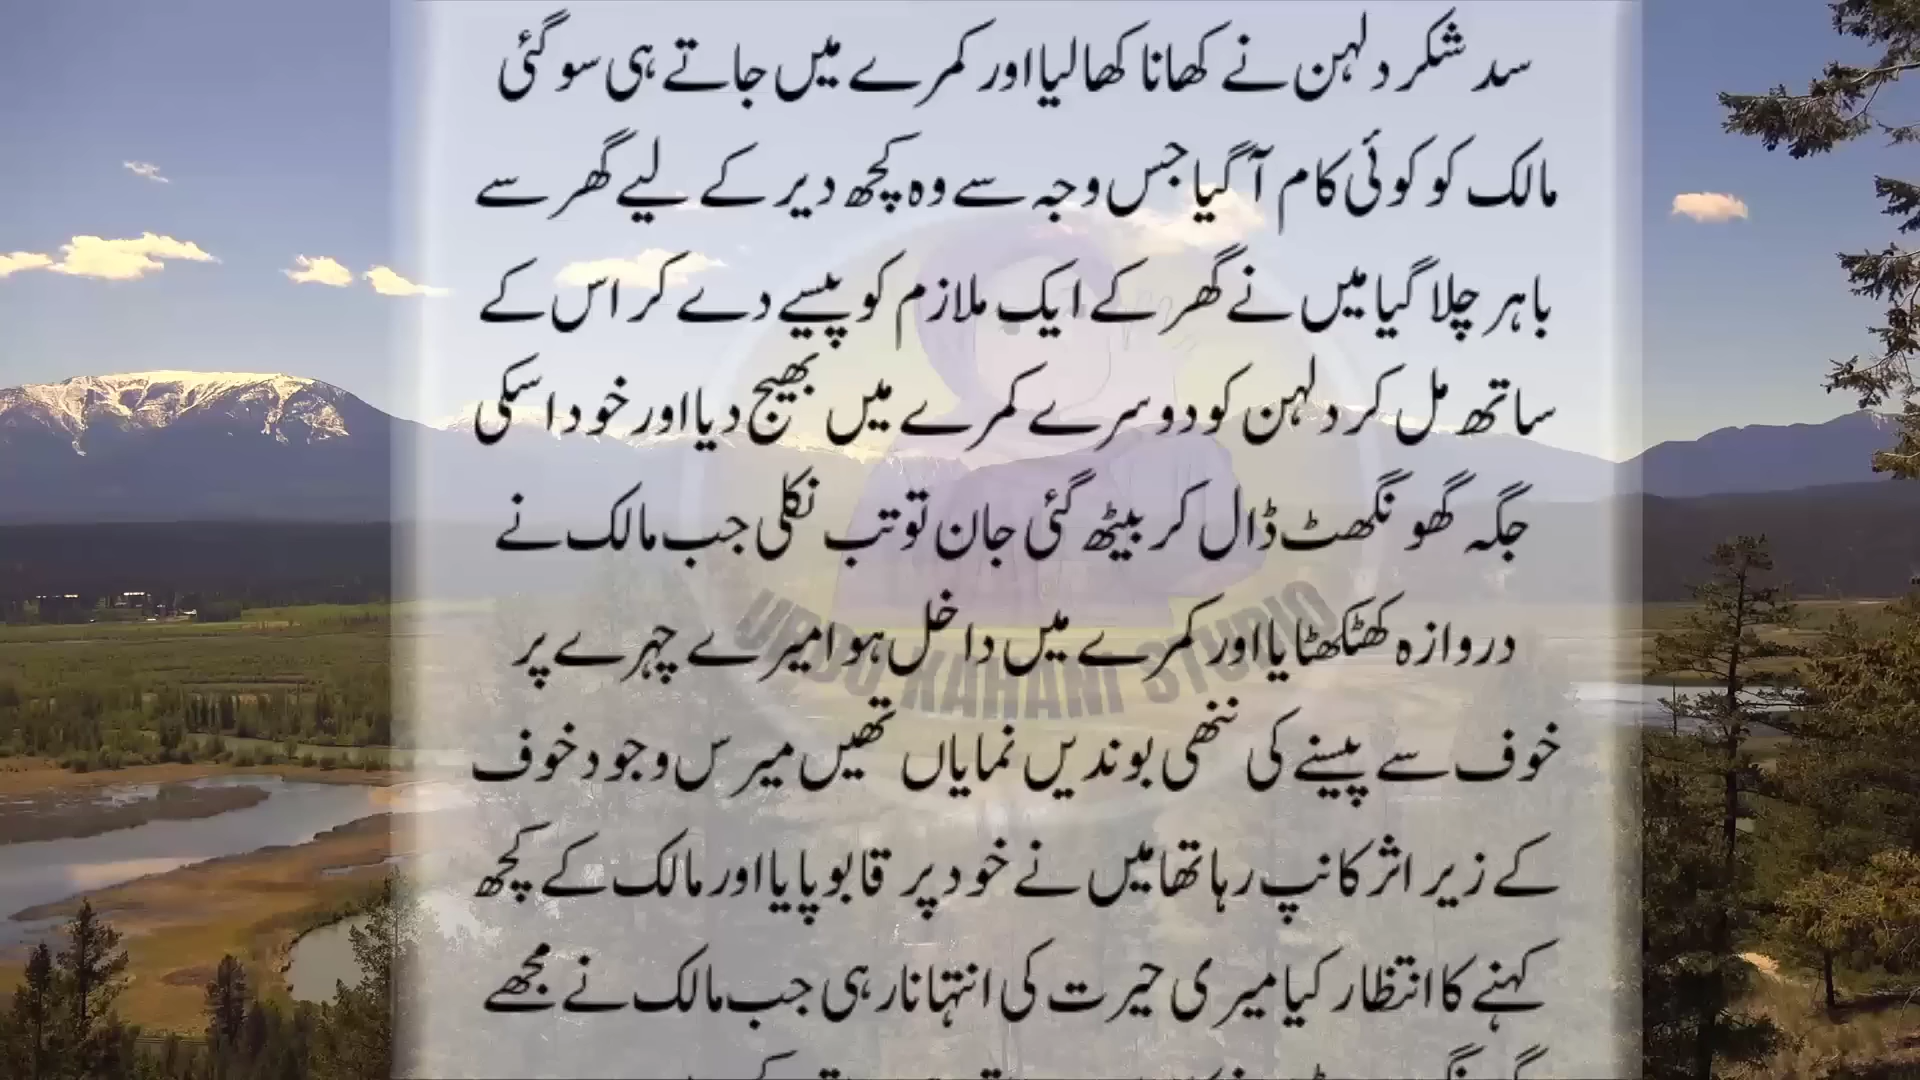 سد شکر دلہن نے کھانا کھا لیا اور کمرے میں جاتے ہی سو گئی
مالک کو کوئی کام آ گیا جس وجہ سے وہ کچھ دیر کے لیے گھر سے
باہر چلا گیا میں نے گھر کے ایک ملازم کو پیسے دے کر اس کے
ساتھ مل کر دلہن کو دوسرے کمرے میں بھیج دیا اور خود اسکی
جگہ گھونگھٹ ڈال کر بیٹھ گئی جان تو تب نکلی جب مالک نے
دروازہ کھٹکھٹایا اور کمرے میں داخل ہوا میرے چہرے پر
خوف سے پسینے کی ننھی بوندیں نمایاں تھیں میرس وجود خوف
کے زیر اثر کانپ رہا تھا میں نے خود پر قابو پایا اور مالک کے کچھ
کہنے کا انتظار کیا میری حیرت کی انتہا نا رہی جب مالک نے مجھے
URDU KAHANI STUDIO